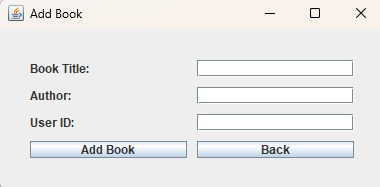 Add Book
Book Title:
Author:
User ID:
Add Book Back